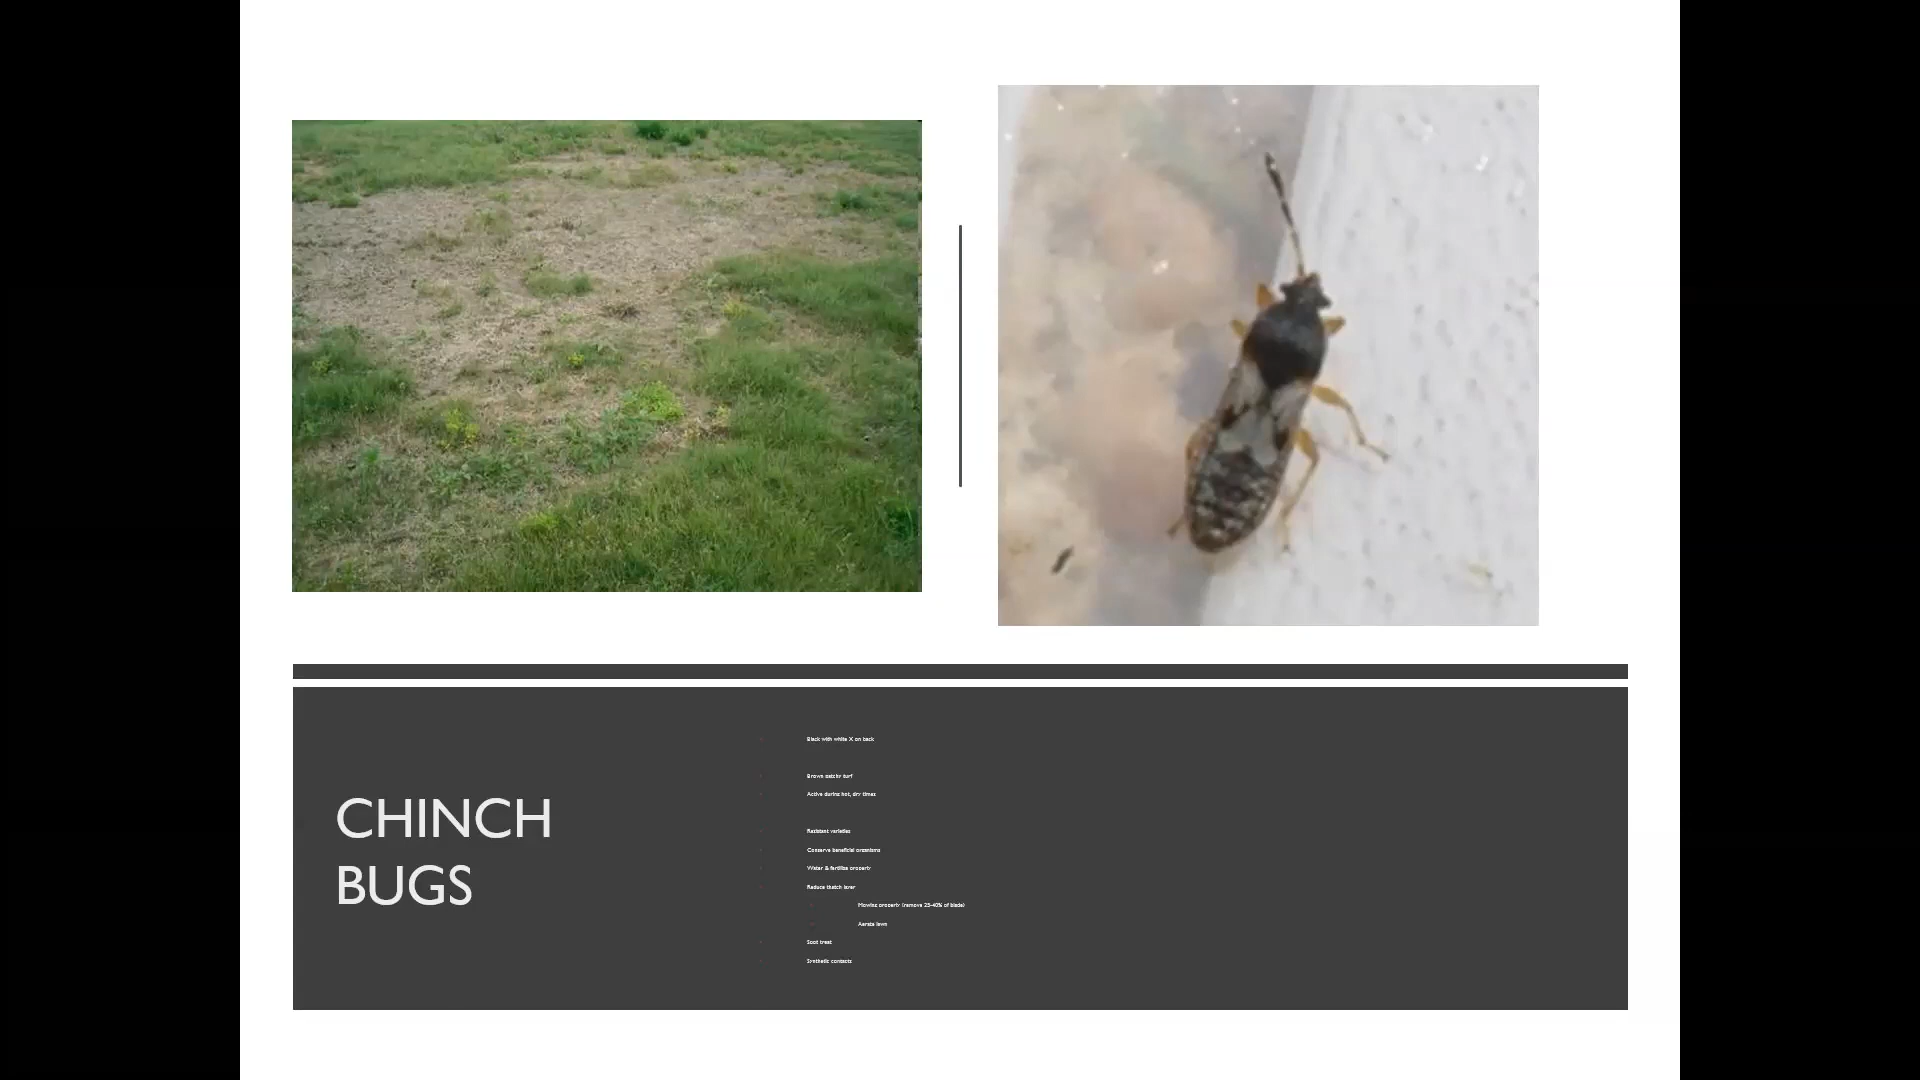 CHINCH
BUGS
Black with white X on back
Brown patchy turf
Active during hot, dry times
Resistant varieties
Conserve beneficial organisms
Water & fertilize properly
Reduce thatch layer
Mowing properly (remove 25-40% of blade)
Aerate lawn
Spot treat
Synthetic contacts